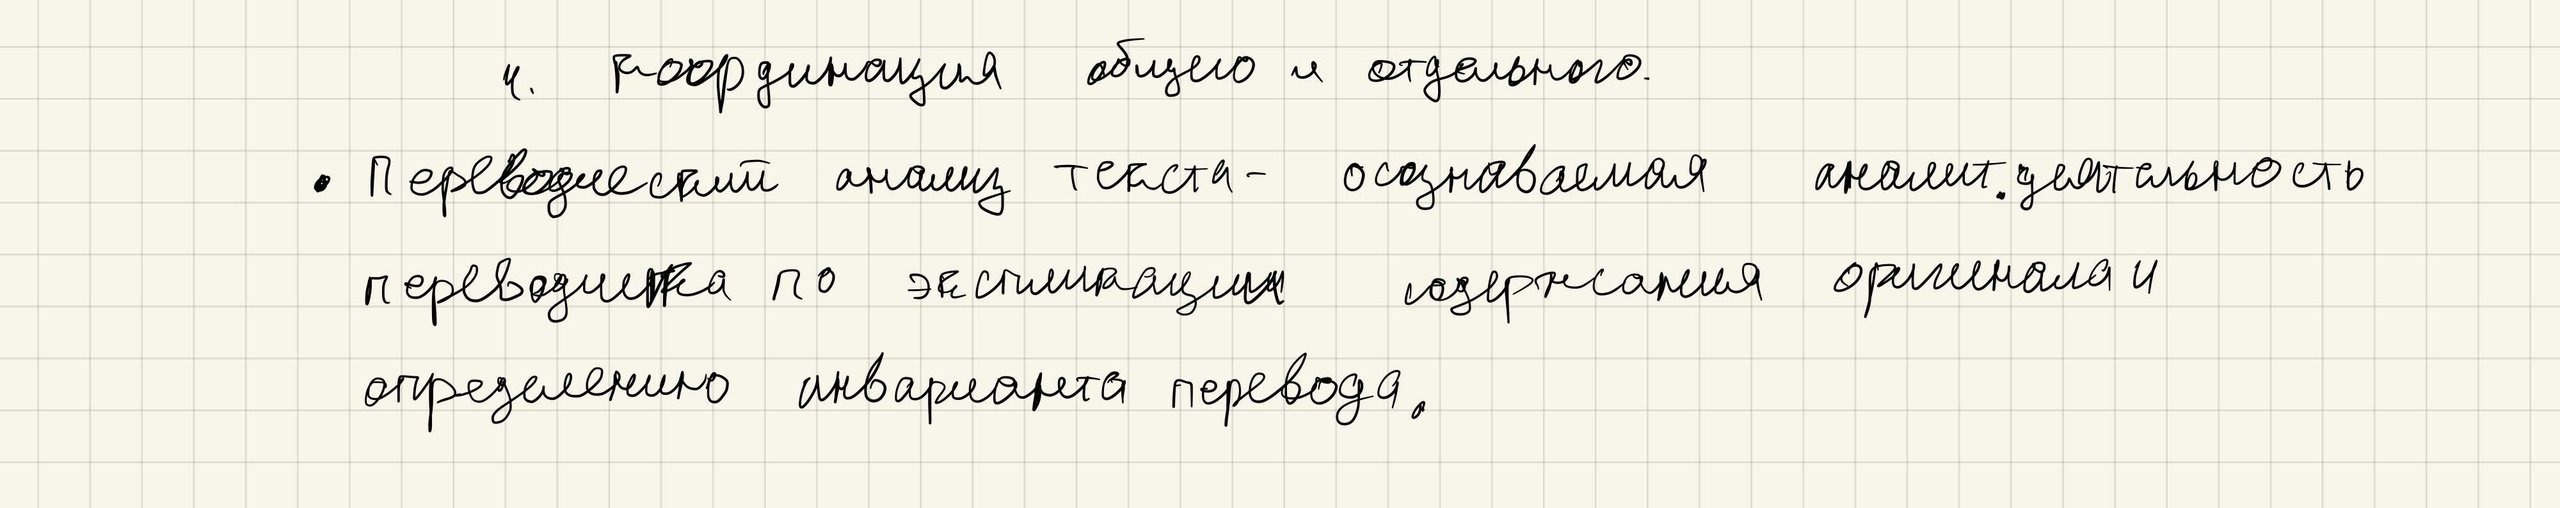 4. Координация общего и отдельного.
• Переводческий анализ текста - осознаваемая аналит. деятельность
переводчика по экспликации содержания оригинала и
определению инварианта перевода.